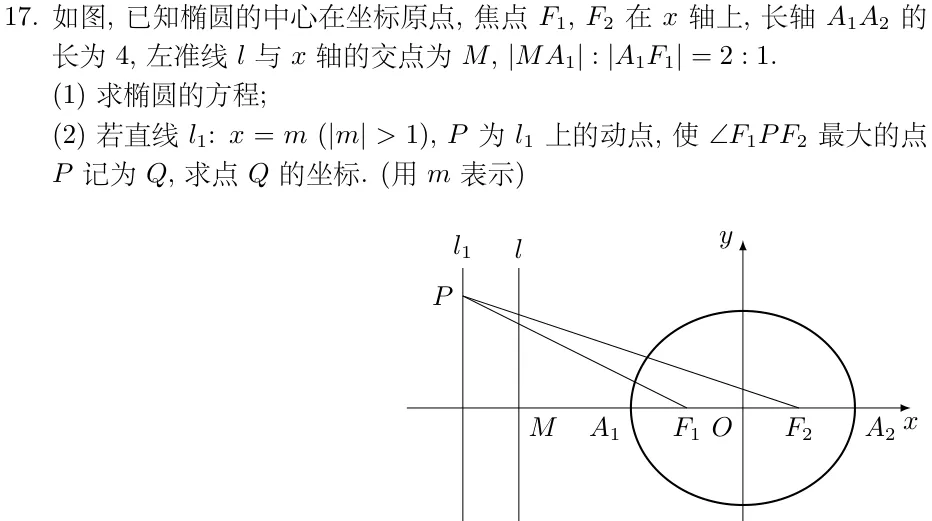 17. 如图, 已知椭圆的中心在坐标原点, 焦点 F₁, F₂ 在 x 轴上, 长轴 A₁A₂ 的
长为 4, 左准线 l 与 x 轴的交点为 M, |MA₁| : |A₁F₁| = 2 : 1.
(1) 求椭圆的方程;
(2) 若直线 l₁: x = m (|m| > 1), P 为 l₁ 上的动点, 使 ∠F₁PF₂ 最大的点
P 记为 Q, 求点 Q 的坐标. (用 m 表示)
l₁ l y
P
M A₁ F₁ O F₂ A₂ x